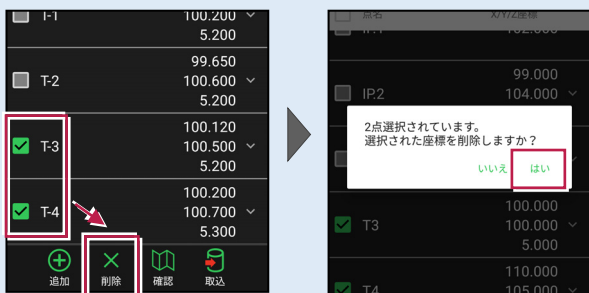 T-1
100.200
5.200
99.650
T-2
100.600
5.200
100.120
T-3
100.500
5.200
100.200
T-4
100.700
5.300
追加
削除
確認
取込
点名
X/Y/Z座標
IP.1
102.000
99.000
IP.2
104.000
2点選択されています。
選択された座標を削除しますか？
いいえ
はい
100.000
T3
100.000
5.000
110.000
T4
105.000